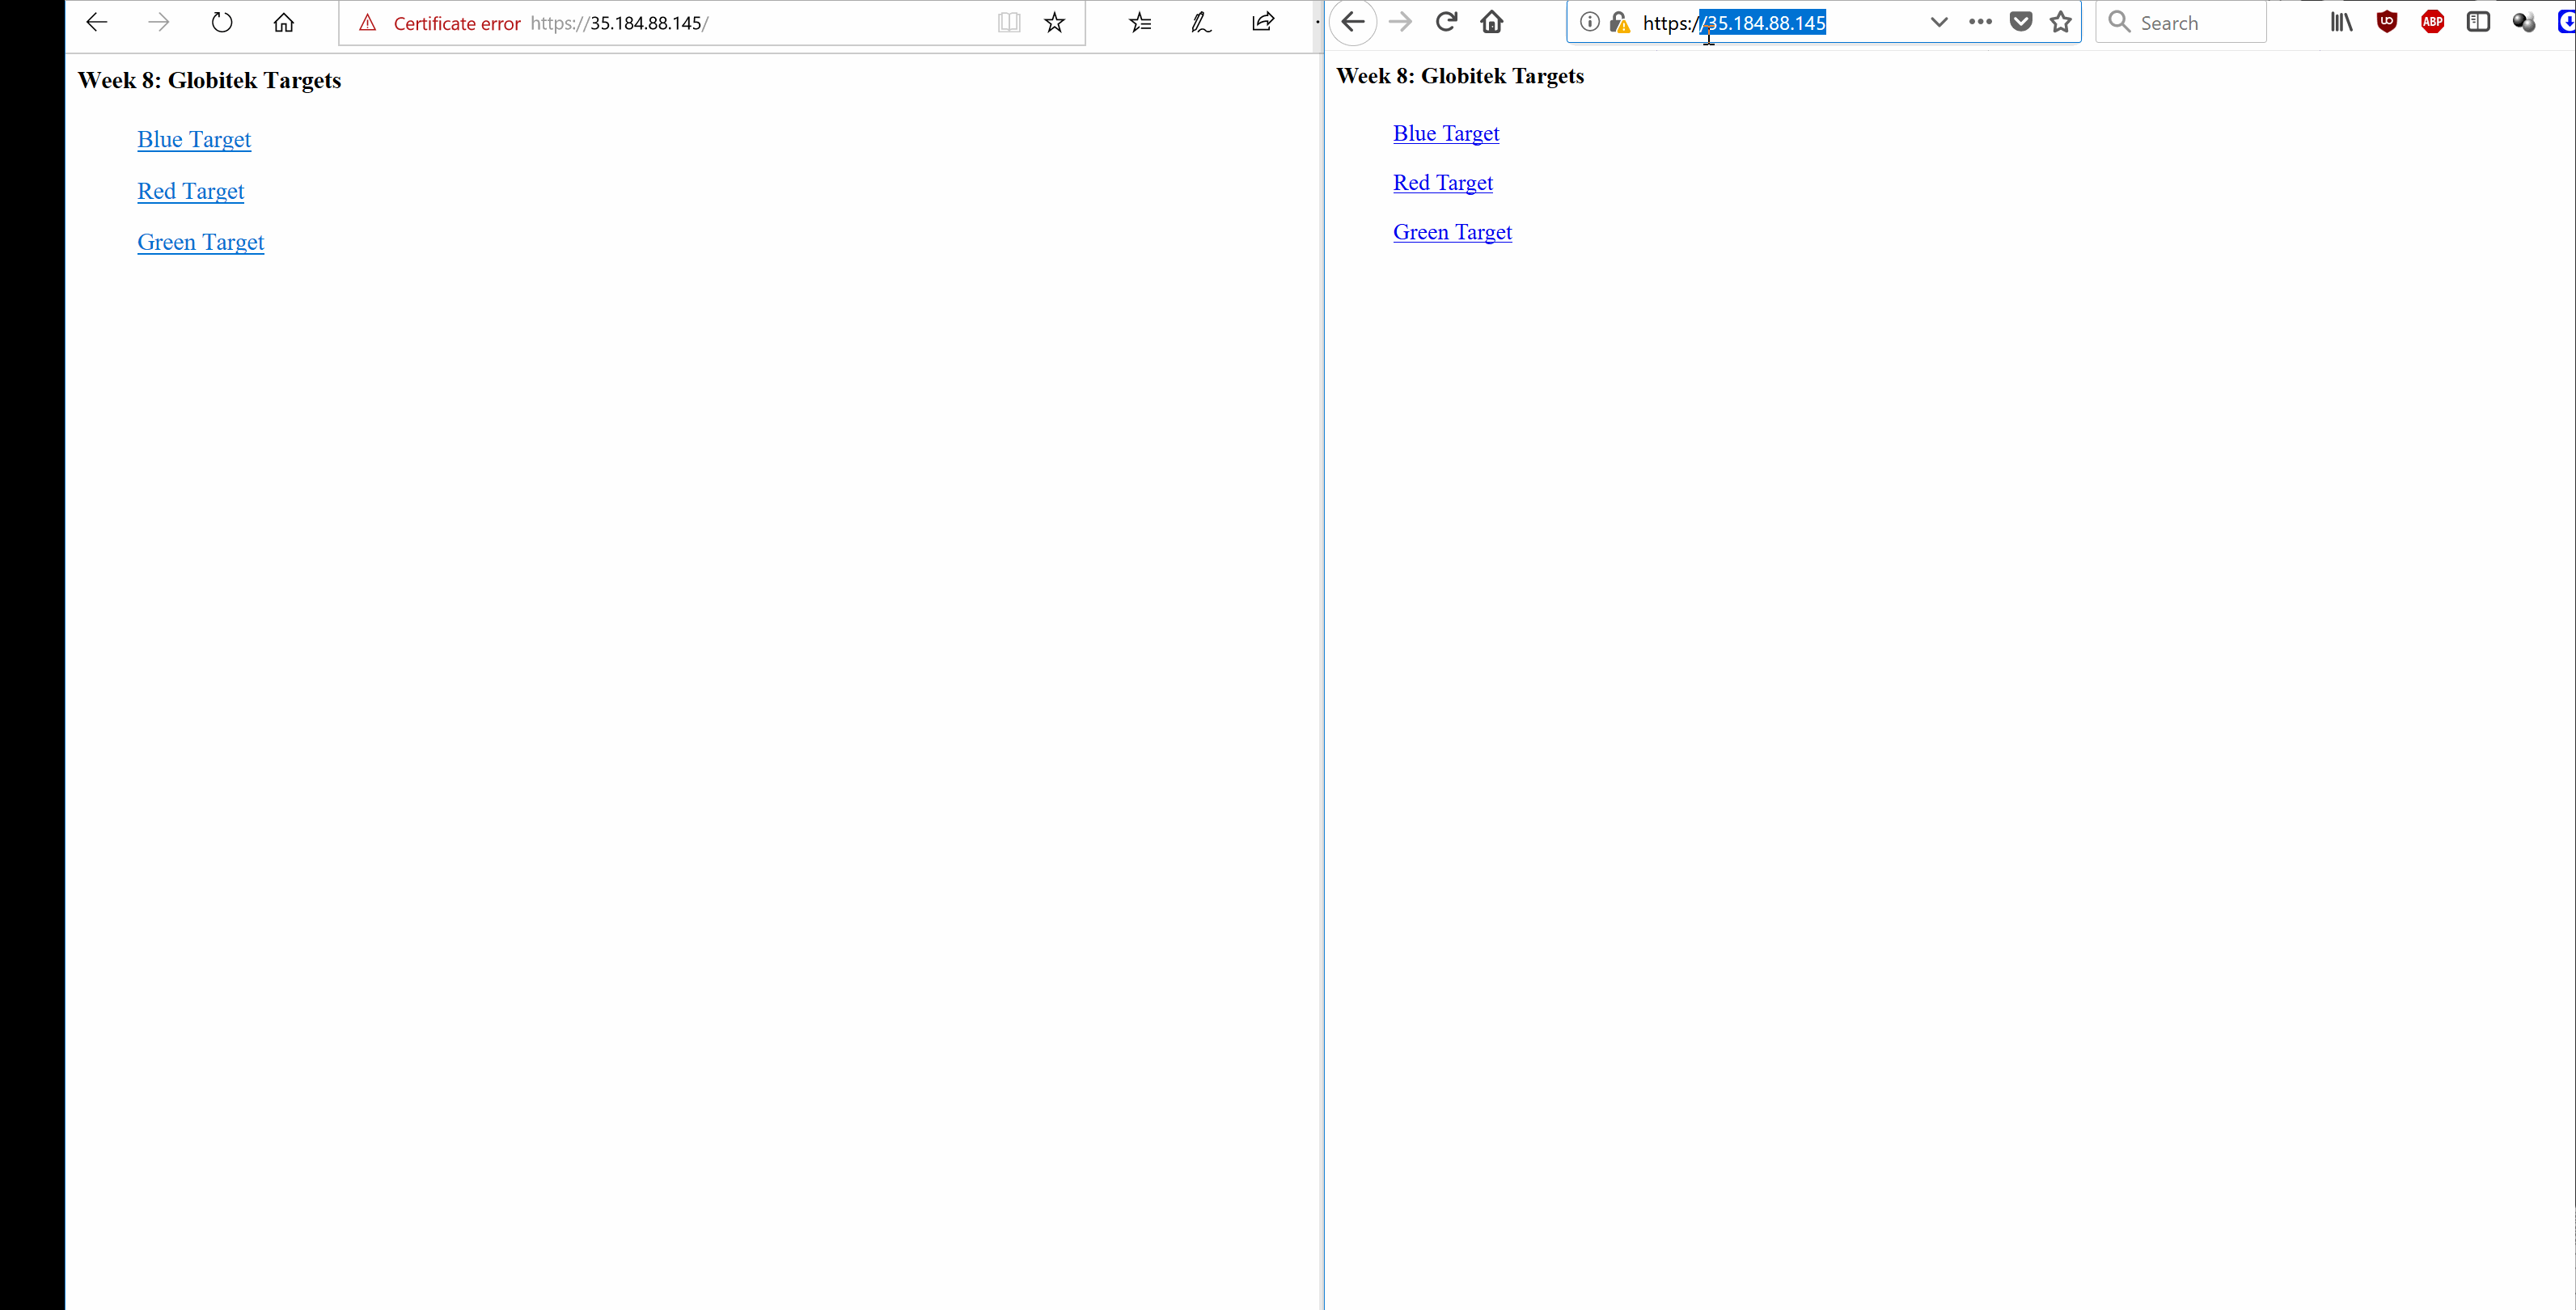 Certificate error https://35.184.88.145/
Week 8: Globitek Targets
Blue Target
Red Target
Green Target
https://35.184.88.145
Search
UO
ABP
Week 8: Globitek Targets
Blue Target
Red Target
Green Target